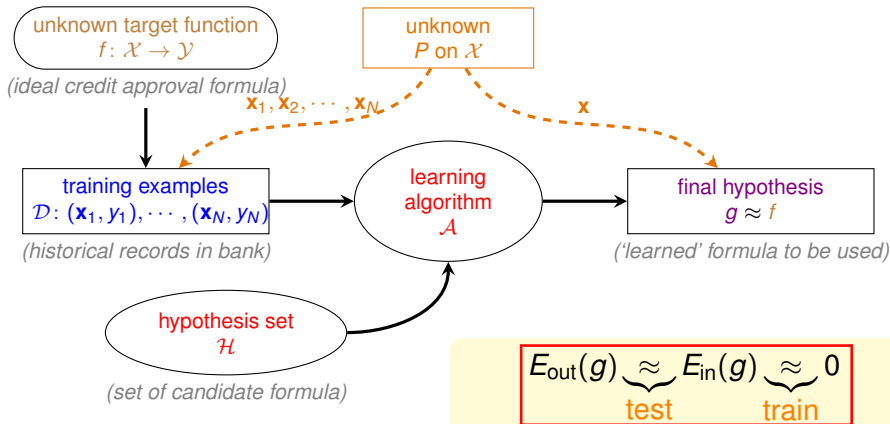 unknown target function
f : X → Y
(ideal credit approval formula)
unknown
P on X
x₁, x₂, · · · , x_N
x
training examples
D : (x₁, y₁), · · · , (x_N, y_N)
(historical records in bank)
learning
algorithm
A
final hypothesis
g ≈ f
(‘learned’ formula to be used)
hypothesis set
H
(set of candidate formula)
E_out(g) ≈ E_in(g) ≈ 0
test train